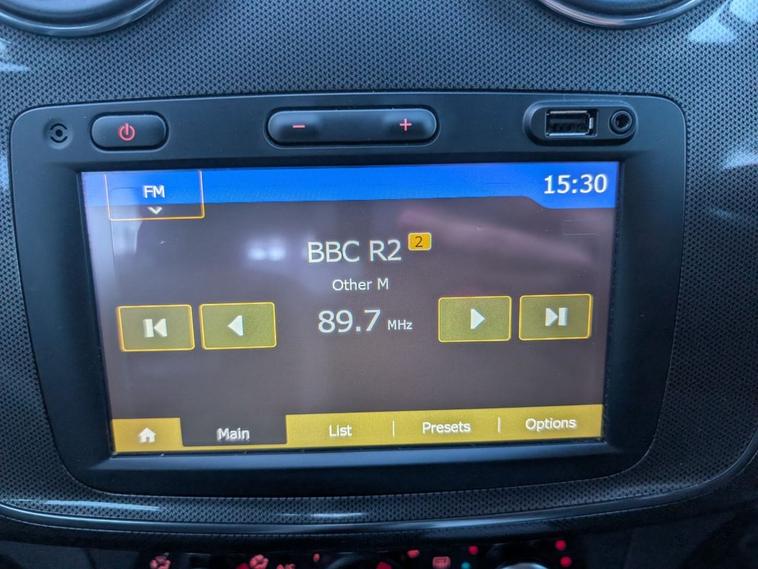 − +
FM 15:30
BBC R2 2
Other M
89.7 MHz
Main List Presets Options